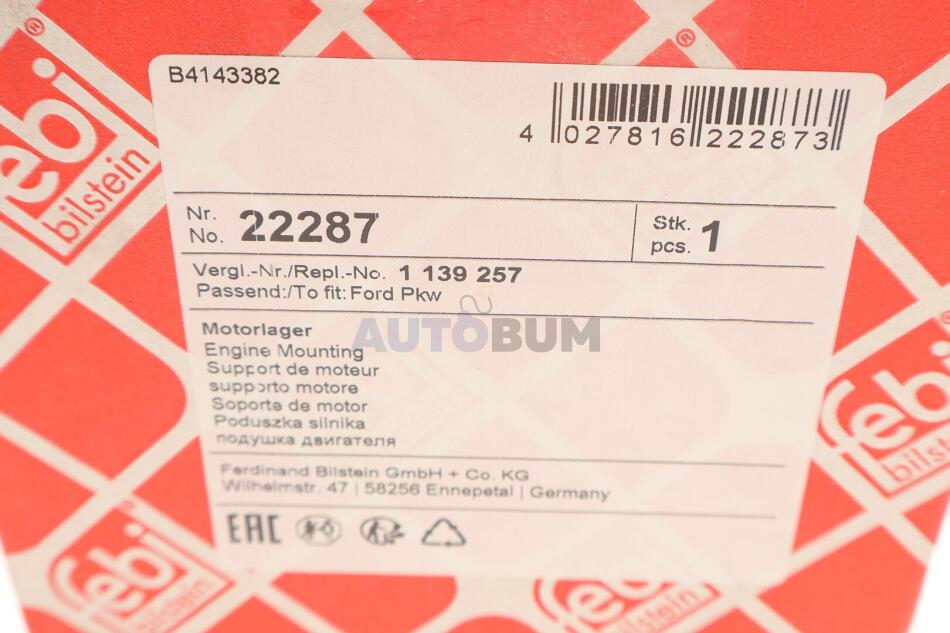 B4143382
4 027816 222873
Nr.
No. 22287
Stk.
pcs. 1
Vergl.-Nr./Repl.-No. 1 139 257
Passend:/To fit: Ford Pkw
AUTOBUM
Motorlager
Engine Mounting
Support de moteur
supporto motore
Soporte de motor
Poduszka silnika
подушка двигателя
Ferdinand Bilstein GmbH + Co. KG
Wilhelmstr. 47 | 58256 Ennepetal | Germany
EAC
febi®
bilstein
®
febi
bilstein
febi
febi
bilstein